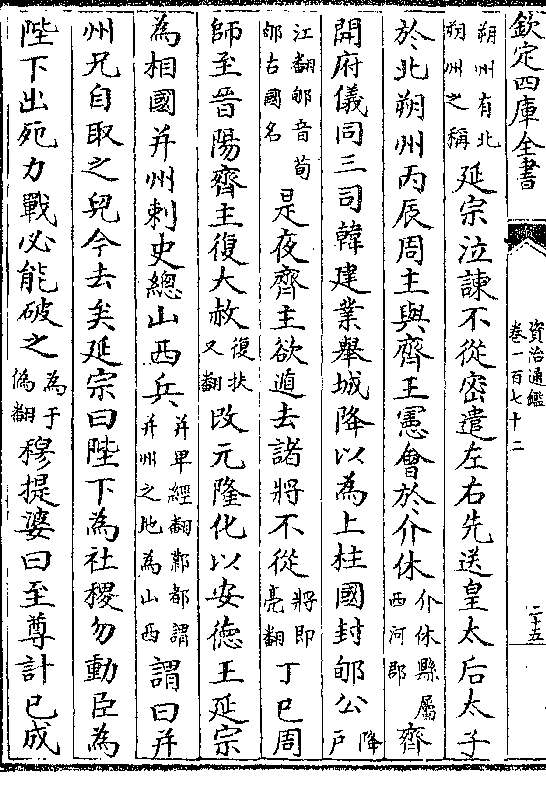 欽定四庫全書
資治通鑑
卷一百七十二
二十五
朔州有北
朔州之稱
延宗泣諫不從密遣左右先送皇太后太子
於北朔州丙辰周主與齊王憲會於介休
介休縣屬
西河郡
齊
開府儀同三司韓建業舉城降以為上柱國封郇公
降戶
江翻郇音荀
郇古國名
是夜齊主欲遁去諸將不從
將即
亮翻
丁巳周
師至晉陽齊主復大赦
復扶
又翻
改元隆化以安德王延宗
為相國并州刺史總山西兵
并卑經翻鄴都謂
并州之地為山西
謂曰并
州兄自取之兒今去矣延宗曰陛下為社稷勿動臣為
陛下出死力戰必能破之
為于
偽翻
穆提婆曰至尊計已成